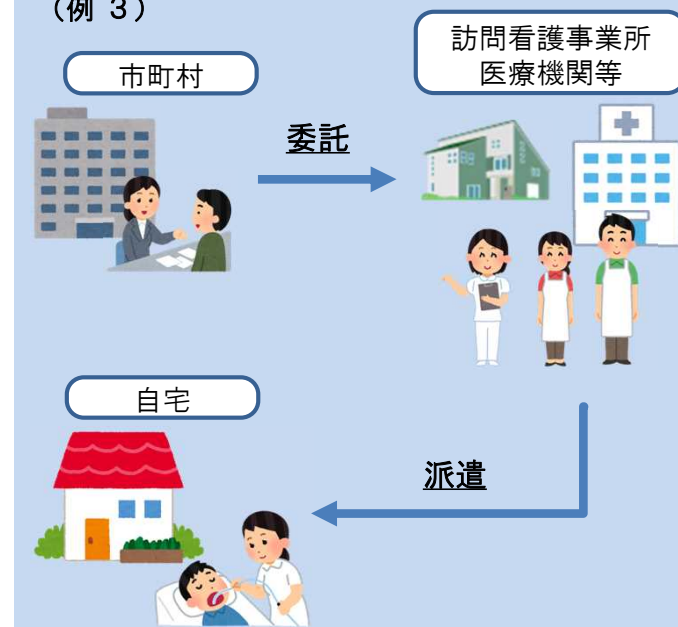 （例 ３）
市町村
訪問看護事業所
医療機関等
委託
自宅
派遣